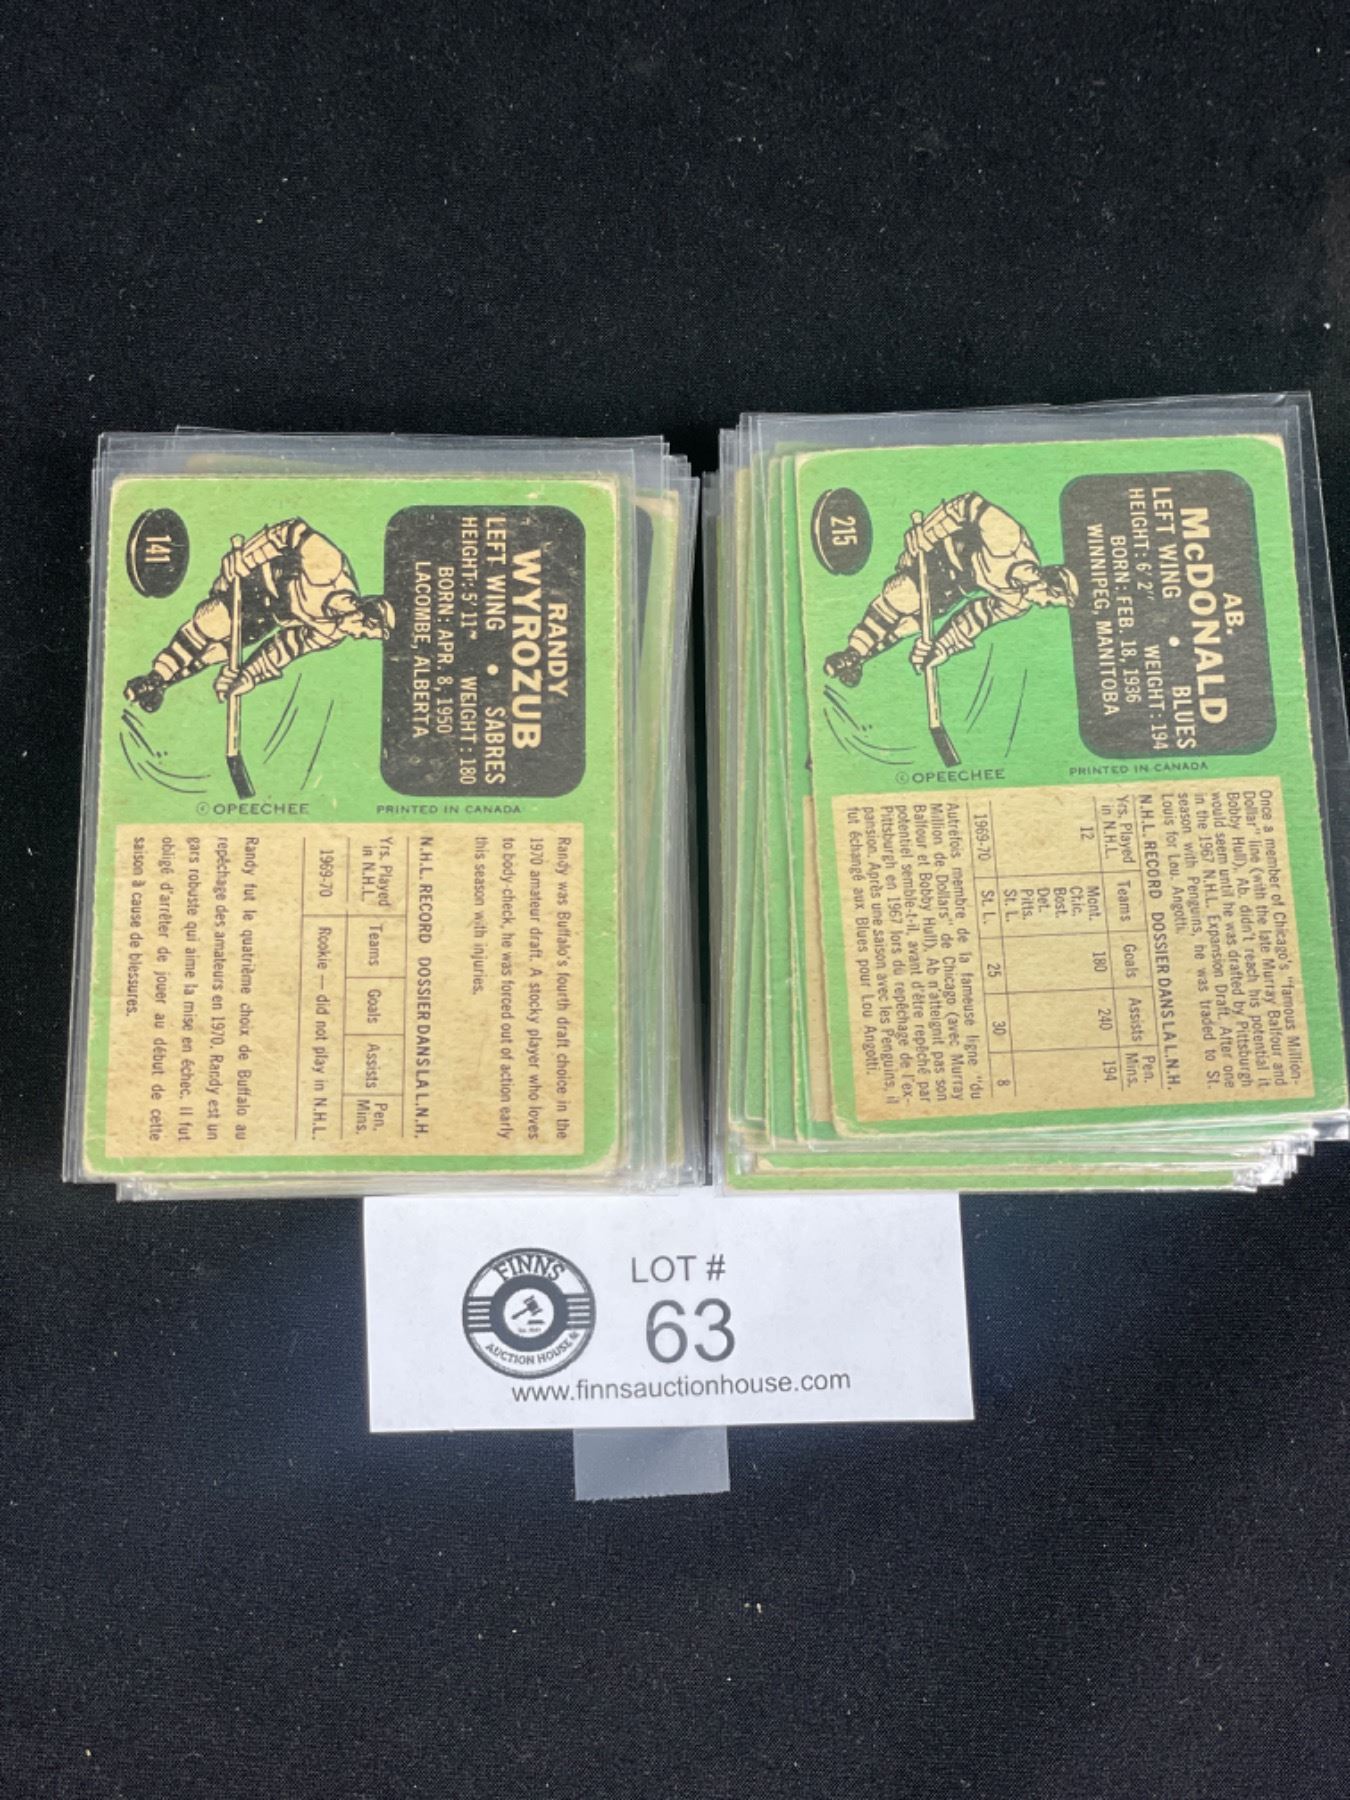 141
RANDY
WYROZUB
LEFT WING • SABRES
HEIGHT: 5' 11" WEIGHT: 180
BORN: APR. 8, 1950
LACOMBE, ALBERTA
© OPEECHEE
PRINTED IN CANADA
Randy was Buffalo's fourth draft choice in the
1970 amateur draft. A stocky player who loves
to body-check, he was forced out of action early
this season with injuries.
N.H.L. RECORD DOSSIER DANS LA L.N.H.
Yrs. Played in N.H.L. Teams Goals Assists Pen. Mins.
1969-70 Rookie — did not play in N.H.L.
Randy fut le quatrième choix de Buffalo au
repêchage des amateurs en 1970. Randy est un
gars robuste qui aime la mise en échec. Il fut
obligé d'arrêter de jouer au début de cette
saison à cause de blessures.
215
AB.
McDONALD
LEFT WING • BLUES
HEIGHT: 6' 2" WEIGHT: 194
BORN: FEB. 18, 1936
WINNIPEG, MANITOBA
© OPEECHEE
PRINTED IN CANADA
Once a member of Chicago's "famous Million-
Dollar" line (with the late Murray Balfour and
Bobby Hull). Ab. didn't reach his potential it
would seem until he was drafted by Pittsburgh
in the 1967 N.H.L. Expansion Draft. After one
season with Penguins, he was traded to St.
Louis for Lou. Angotti.
N.H.L. RECORD DOSSIER DANS LA L.N.H.
Yrs. Played in N.H.L. Teams Goals Assists Pen. Mins.
12 Mont. 180 240 194
Chic.
Bost.
Det.
Pitts.
St. L.
1969-70 St. L. 25 30 8
Autrefois membre de la fameuse ligne "du
Million de Dollars" de Chicago (avec Murray
Balfour et Bobby Hull). Ab n'atteignit pas son
potentiel semble-t-il, avant d'être repêché par
Pittsburgh en 1967 lors du repêchage de l'ex-
pansion. Après une saison avec les Penguins, il
fut échangé aux Blues pour Lou Angotti.
FINNS
AUCTION HOUSE
LOT #
63
www.finnsauctionhouse.com